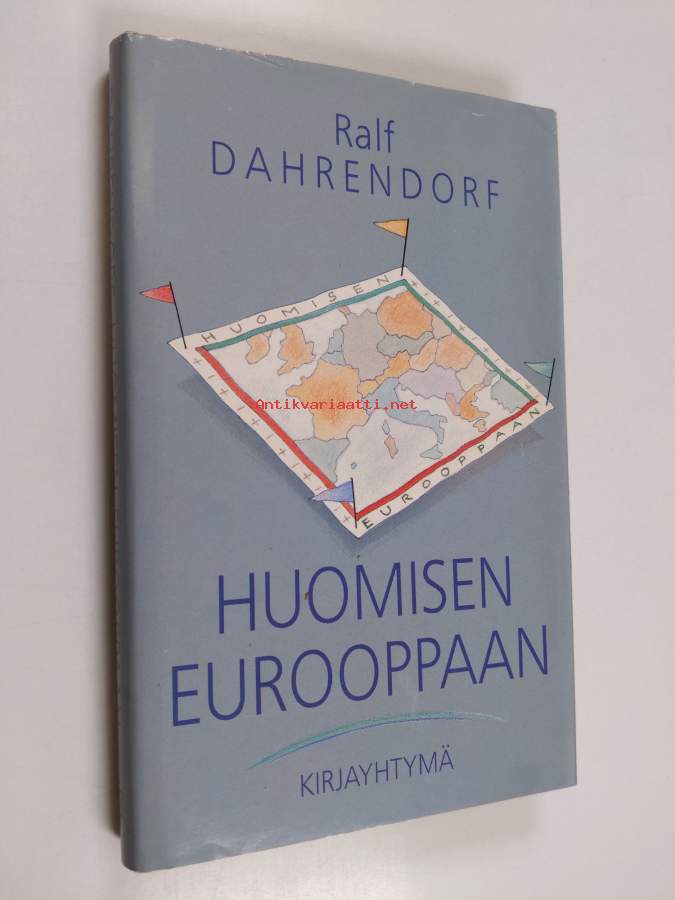 Ralf
DAHRENDORF
HUOMISEN
Antikvariaatti.net
EUROOPPAAN
HUOMISEN
EUROOPPAAN
KIRJAYHTYMÄ